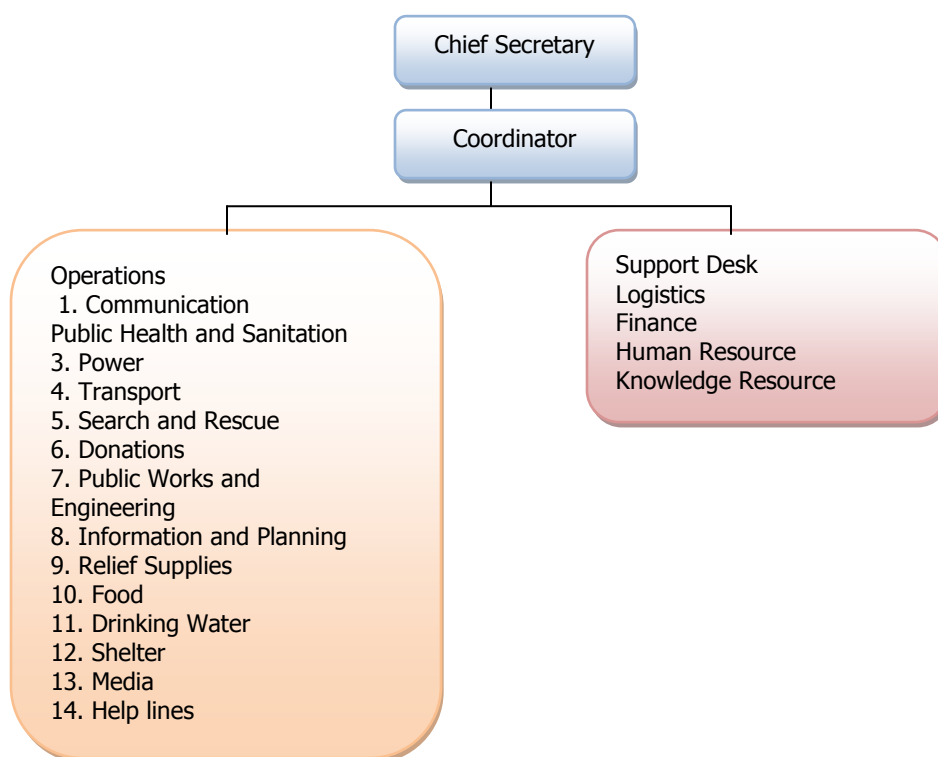 Chief Secretary
Coordinator
Operations
1. Communication
Public Health and Sanitation
3. Power
4. Transport
5. Search and Rescue
6. Donations
7. Public Works and
Engineering
8. Information and Planning
9. Relief Supplies
10. Food
11. Drinking Water
12. Shelter
13. Media
14. Help lines
Support Desk
Logistics
Finance
Human Resource
Knowledge Resource